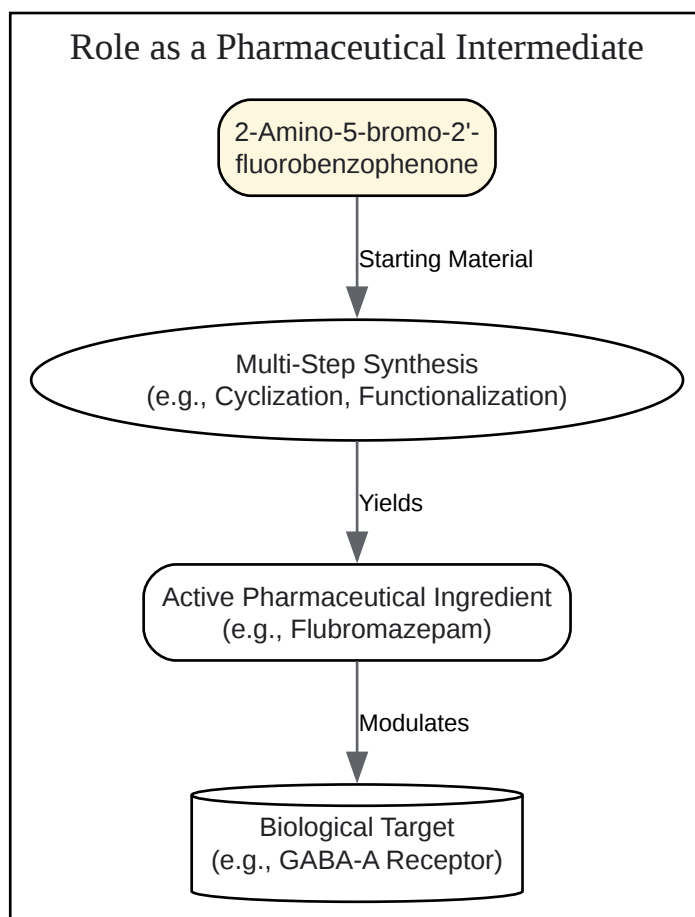 Role as a Pharmaceutical Intermediate
2-Amino-5-bromo-2'-
fluorobenzophenone
Starting Material
Multi-Step Synthesis
(e.g., Cyclization, Functionalization)
Yields
Active Pharmaceutical Ingredient
(e.g., Flubromazepam)
Modulates
Biological Target
(e.g., GABA-A Receptor)